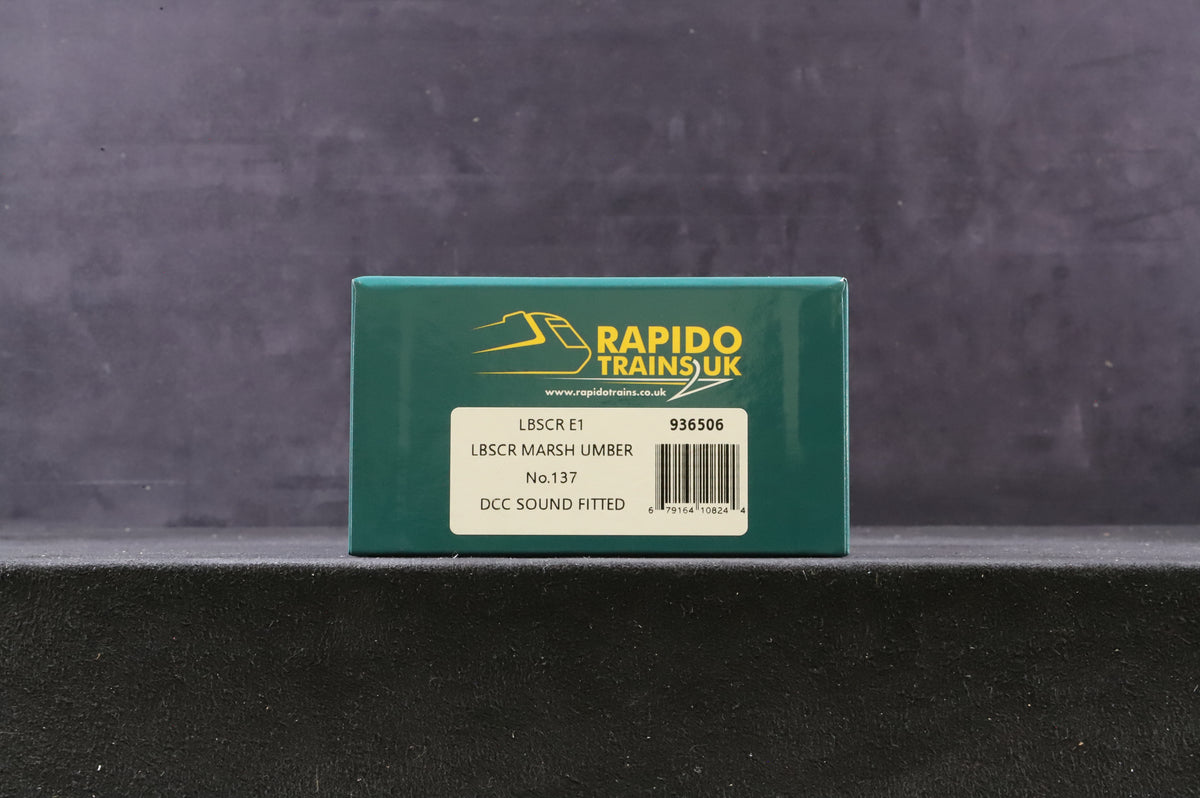 RAPIDO
TRAINS UK
www.rapidotrains.co.uk
LBSCR E1
936506
LBSCR MARSH UMBER
No.137
DCC SOUND FITTED
6 79164 10824 4